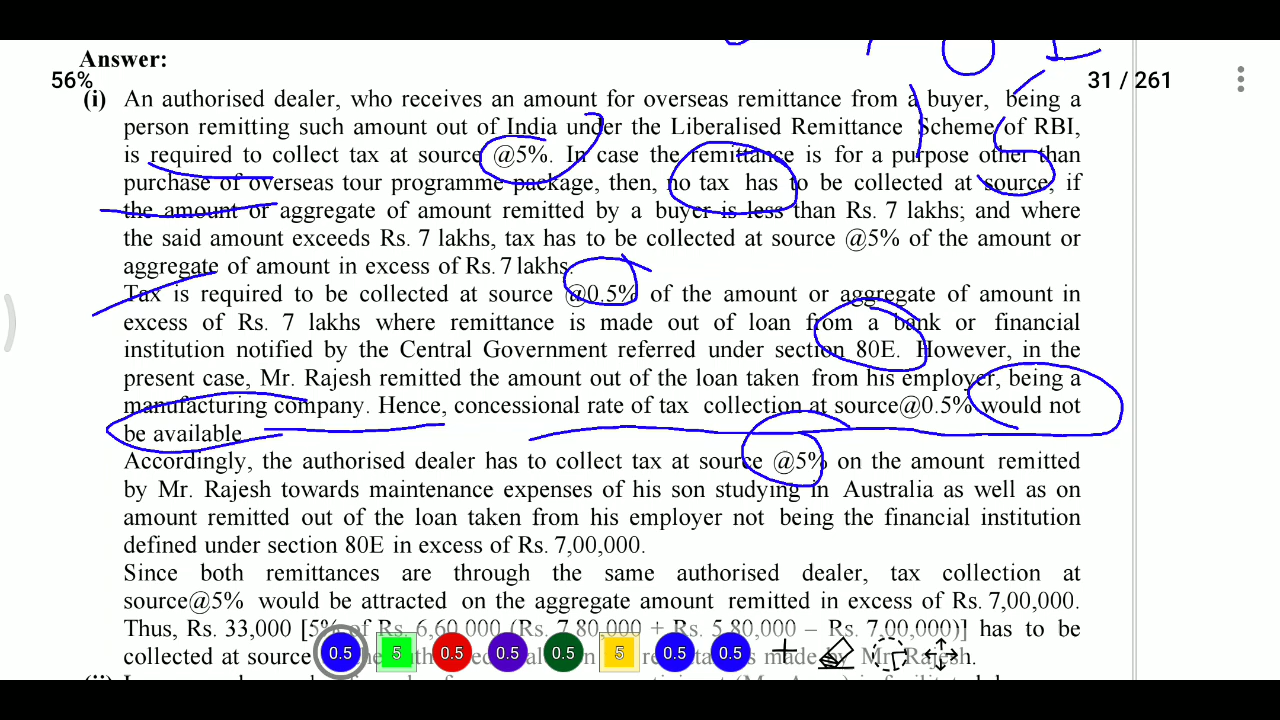 Answer:
56%
31 / 261
(i) An authorised dealer, who receives an amount for overseas remittance from a buyer, being a
person remitting such amount out of India under the Liberalised Remittance Scheme of RBI,
is required to collect tax at source @5%. In case the remittance is for a purpose other than
purchase of overseas tour programme package, then, no tax has to be collected at source, if
the amount or aggregate of amount remitted by a buyer is less than Rs. 7 lakhs; and where
the said amount exceeds Rs. 7 lakhs, tax has to be collected at source @5% of the amount or
aggregate of amount in excess of Rs. 7 lakhs.
Tax is required to be collected at source @0.5% of the amount or aggregate of amount in
excess of Rs. 7 lakhs where remittance is made out of loan from a bank or financial
institution notified by the Central Government referred under section 80E. However, in the
present case, Mr. Rajesh remitted the amount out of the loan taken from his employer, being a
manufacturing company. Hence, concessional rate of tax collection at source@0.5% would not
be available.
Accordingly, the authorised dealer has to collect tax at source @5% on the amount remitted
by Mr. Rajesh towards maintenance expenses of his son studying in Australia as well as on
amount remitted out of the loan taken from his employer not being the financial institution
defined under section 80E in excess of Rs. 7,00,000.
Since both remittances are through the same authorised dealer, tax collection at
source@5% would be attracted on the aggregate amount remitted in excess of Rs. 7,00,000.
Thus, Rs. 33,000 [5% of Rs. 6,60,000 (Rs. 7,80,000 + Rs. 5,80,000 – Rs. 7,00,000)] has to be
collected at source made by Mr. Rajesh.
0.5 5 0.5 0.5 0.5 5 0.5 0.5